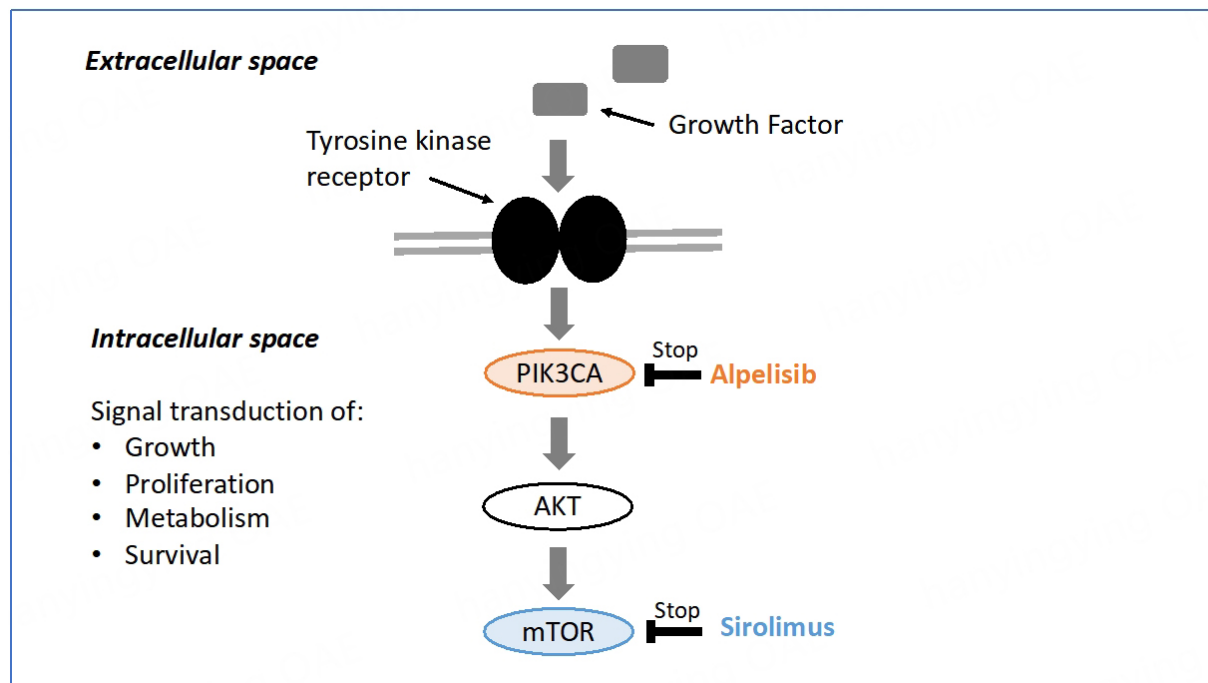 Extracellular space
Growth Factor
Tyrosine kinase
receptor
Intracellular space
Stop
PIK3CA
Alpelisib
Signal transduction of:
• Growth
• Proliferation
• Metabolism
• Survival
AKT
Stop
mTOR
Sirolimus